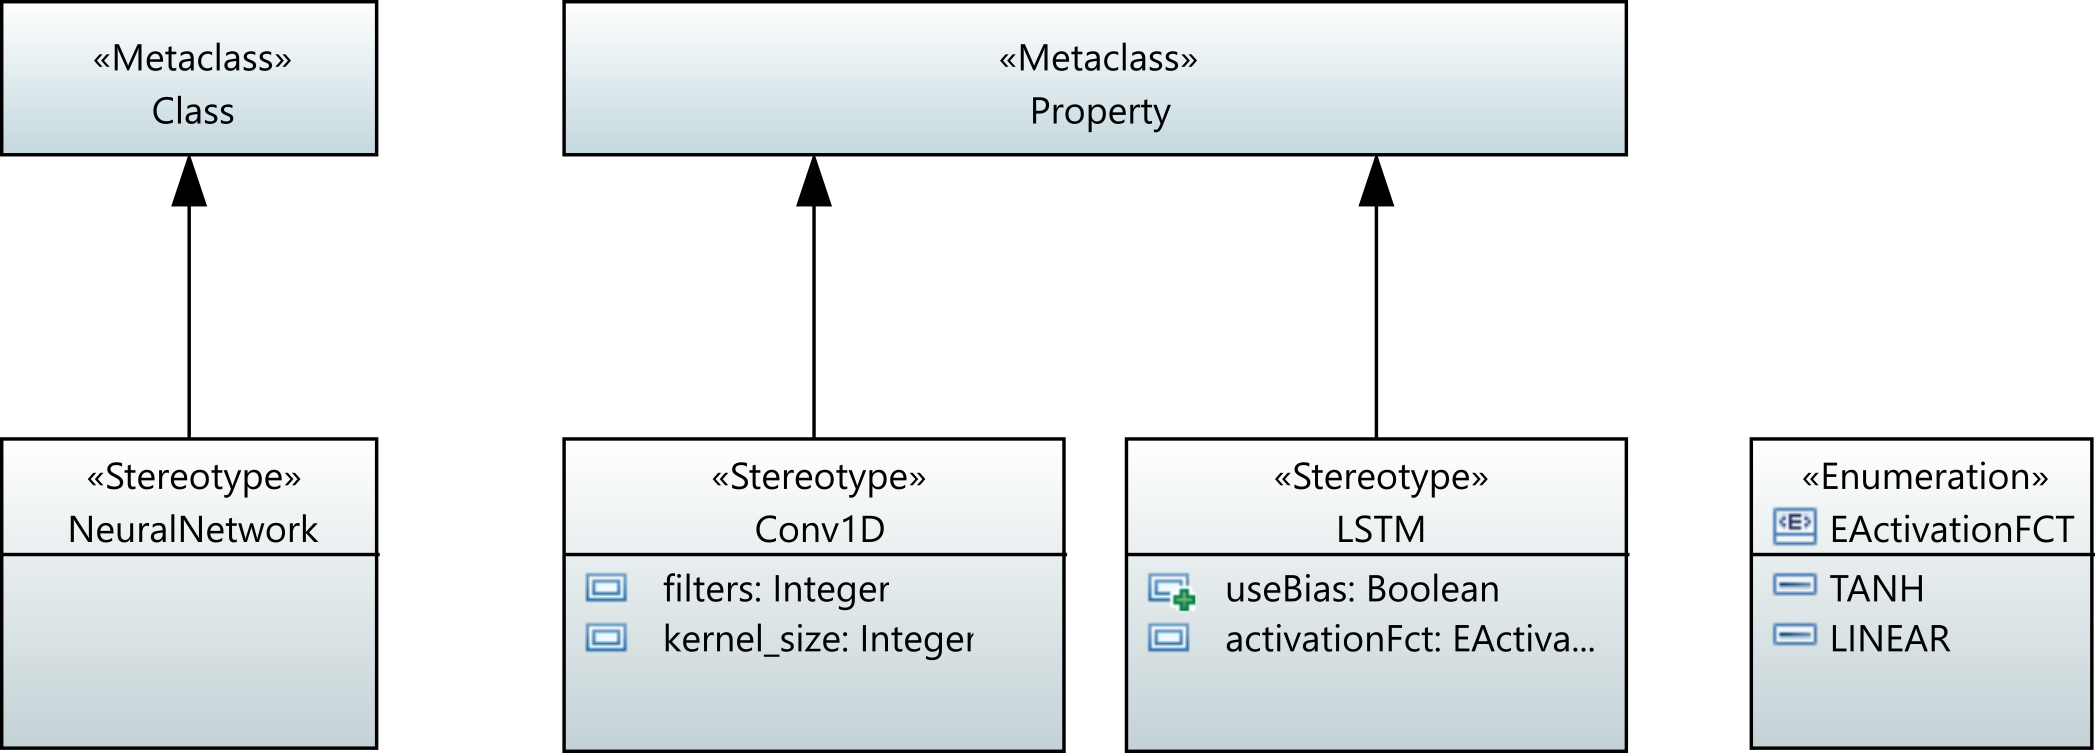 «Metaclass»
Class
«Metaclass»
Property
«Stereotype»
NeuralNetwork
«Stereotype»
Conv1D
filters: Integer
kernel_size: Integer
«Stereotype»
LSTM
useBias: Boolean
activationFct: EActiva...
«Enumeration»
<E> EActivationFCT
TANH
LINEAR